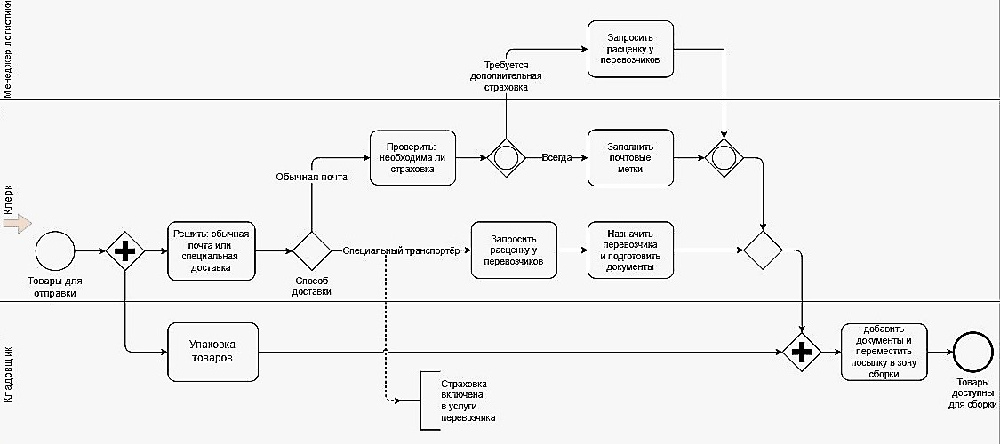 Менеджер логистики
Запросить
расценку у
перевозчиков
Требуется
дополнительная
страховка
Клерк
Проверить:
необходима ли
страховка
Всегда
Заполнить
почтовые
метки
Обычная почта
Товары для
отправки
Решить: обычная
почта или
специальная
доставка
Способ
доставки
Специальный транспортёр
Запросить
расценку у
перевозчиков
Назначить
перевозчика
и подготовить
документы
Кладовщик
Упаковка
товаров
добавить
документы и
переместить
посылку в зону
сборки
Товары
доступны
для сборки
Страховка
включена
в услуги
перевозчика